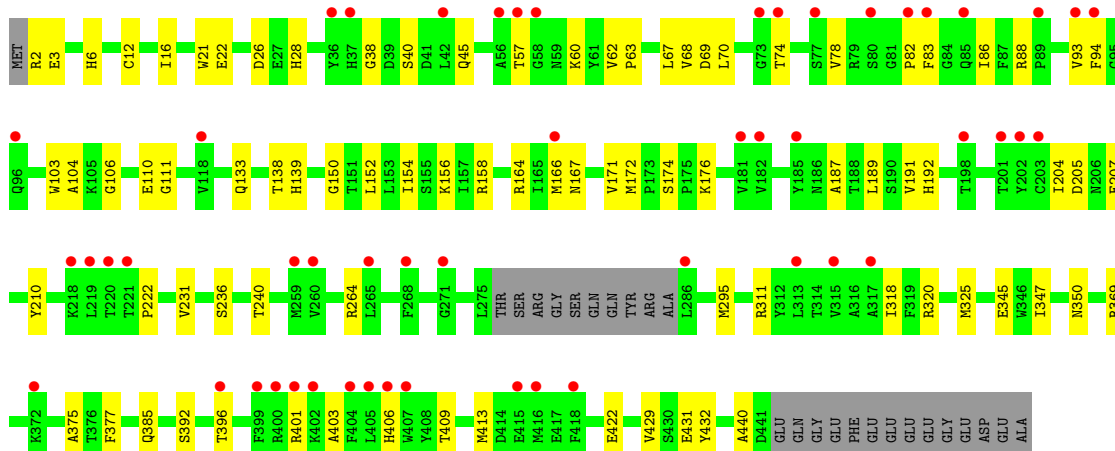 MET R2 E3 H6 C12 I16 W21 E22 D26 E27 H28 Y36 H37 G38 D39 S40 D41 L42 Q45 A56 T57 G58 N59 K60 Y61 V62 P63 L67 V68 D69 L70 G73 T74 S77 V78 R79 S80 G81 P82 F83 G84 Q85 I86 F87 R88 P89 V93 F94 G95
Q96 W103 A104 K105 G106 E110 G111 V118 Q133 T138 H139 G150 T151 L152 L153 I154 S155 K156 I157 R158 R164 I165 M166 N167 V171 M172 P173 S174 P175 K176 V181 V182 Y185 N186 A187 T188 L189 S190 V191 H192 T198 T201 Y202 C203 I204 D205 N206 E207
Y210 K218 L219 T220 T221 P222 V231 S236 T240 M259 V260 R264 L265 F268 G271 L275 THR SER ARG GLY SER GLN GLN TYR ARG ALA L286 M295 R311 Y312 L313 T314 V315 A316 A317 I318 F319 R320 M325 E345 W346 I347 N350 R369
K372 A375 T376 F377 Q385 S392 T396 F399 R400 R401 K402 A403 F404 L405 H406 W407 Y408 T409 M413 D414 E415 M416 E417 F418 E422 V429 S430 E431 Y432 A440 D441 GLU GLN GLY GLU PHE GLU GLU GLU GLU GLY GLU ASP GLU ALA